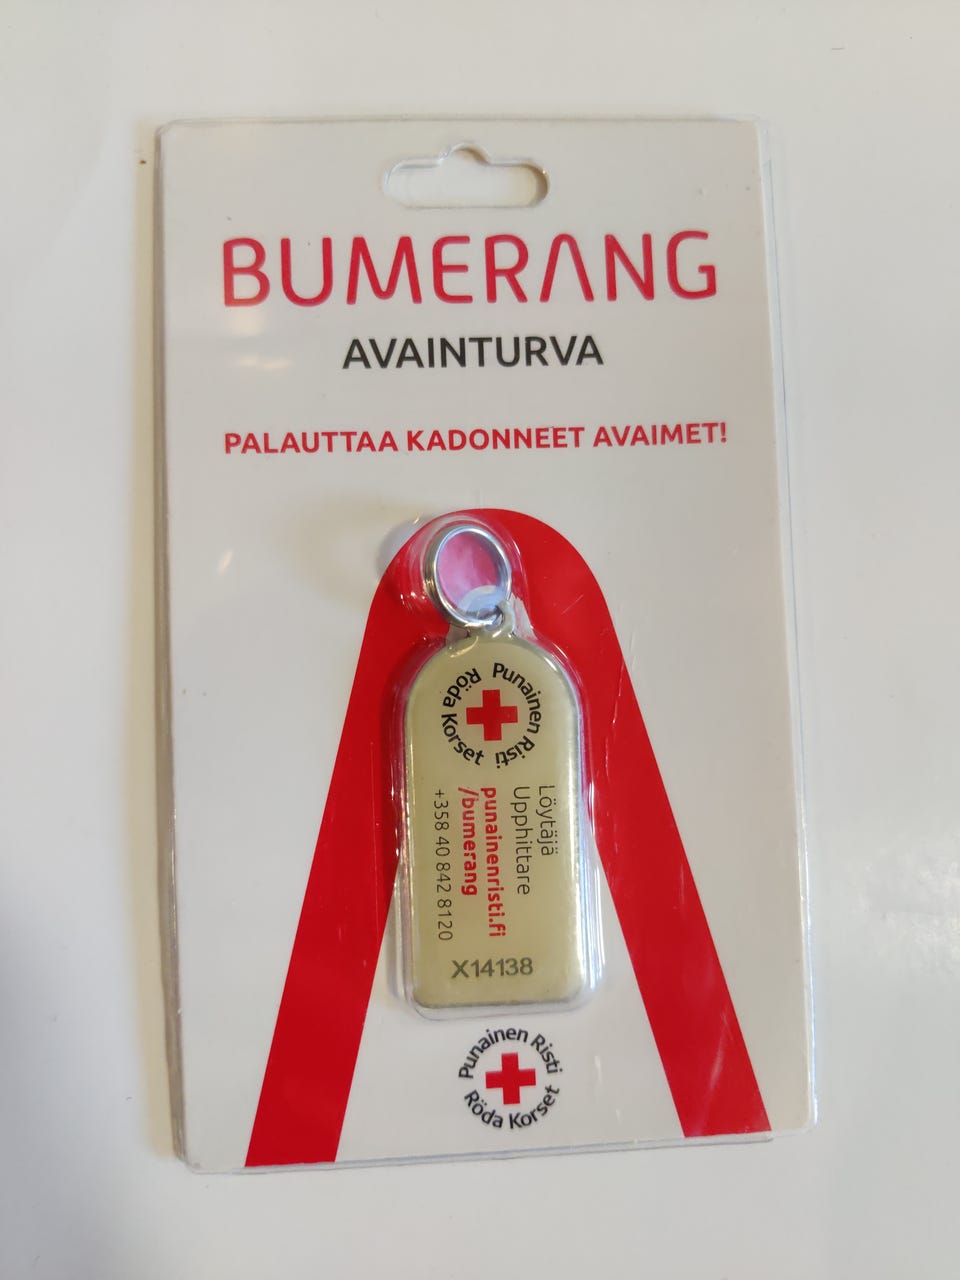 BUMERANG
AVAINTURVA
PALAUTTAA KADONNEET AVAIMET!
Punainen Risti
Röda Korset
Löytäjä
Upphittare
punainenristi.fi
/bumerang
+358 40 842 8120
X14138
Punainen Risti
Röda Korset